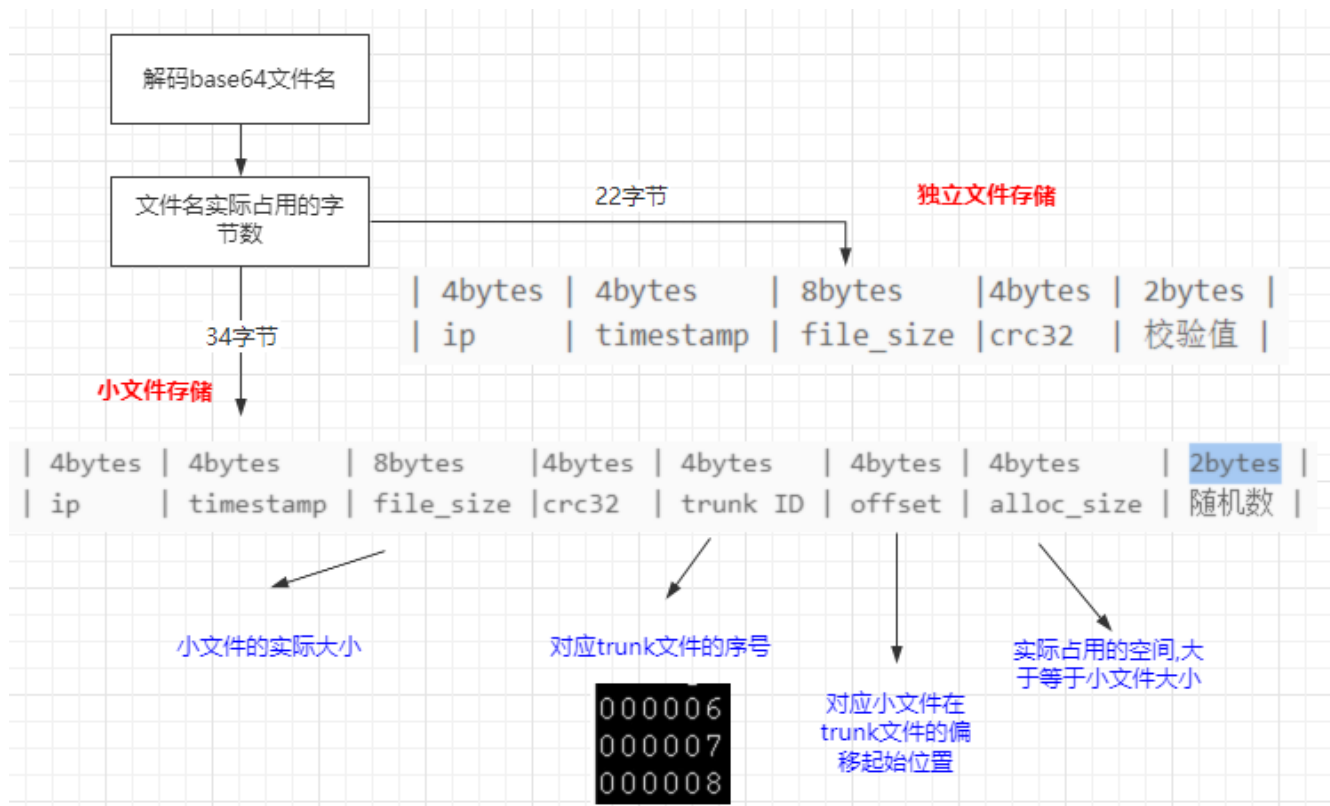 解码base64文件名
文件名实际占用的字
节数
22字节
独立文件存储
| 4bytes | 4bytes | 8bytes |4bytes | 2bytes |
| ip | timestamp | file_size |crc32 | 校验值 |
34字节
小文件存储
| 4bytes | 4bytes | 8bytes |4bytes | 4bytes | 4bytes | 4bytes | 2bytes |
| ip | timestamp | file_size |crc32 | trunk ID | offset | alloc_size | 随机数 |
小文件的实际大小
对应trunk文件的序号
000006
000007
000008
对应小文件在
trunk文件的偏
移起始位置
实际占用的空间,大
于等于小文件大小